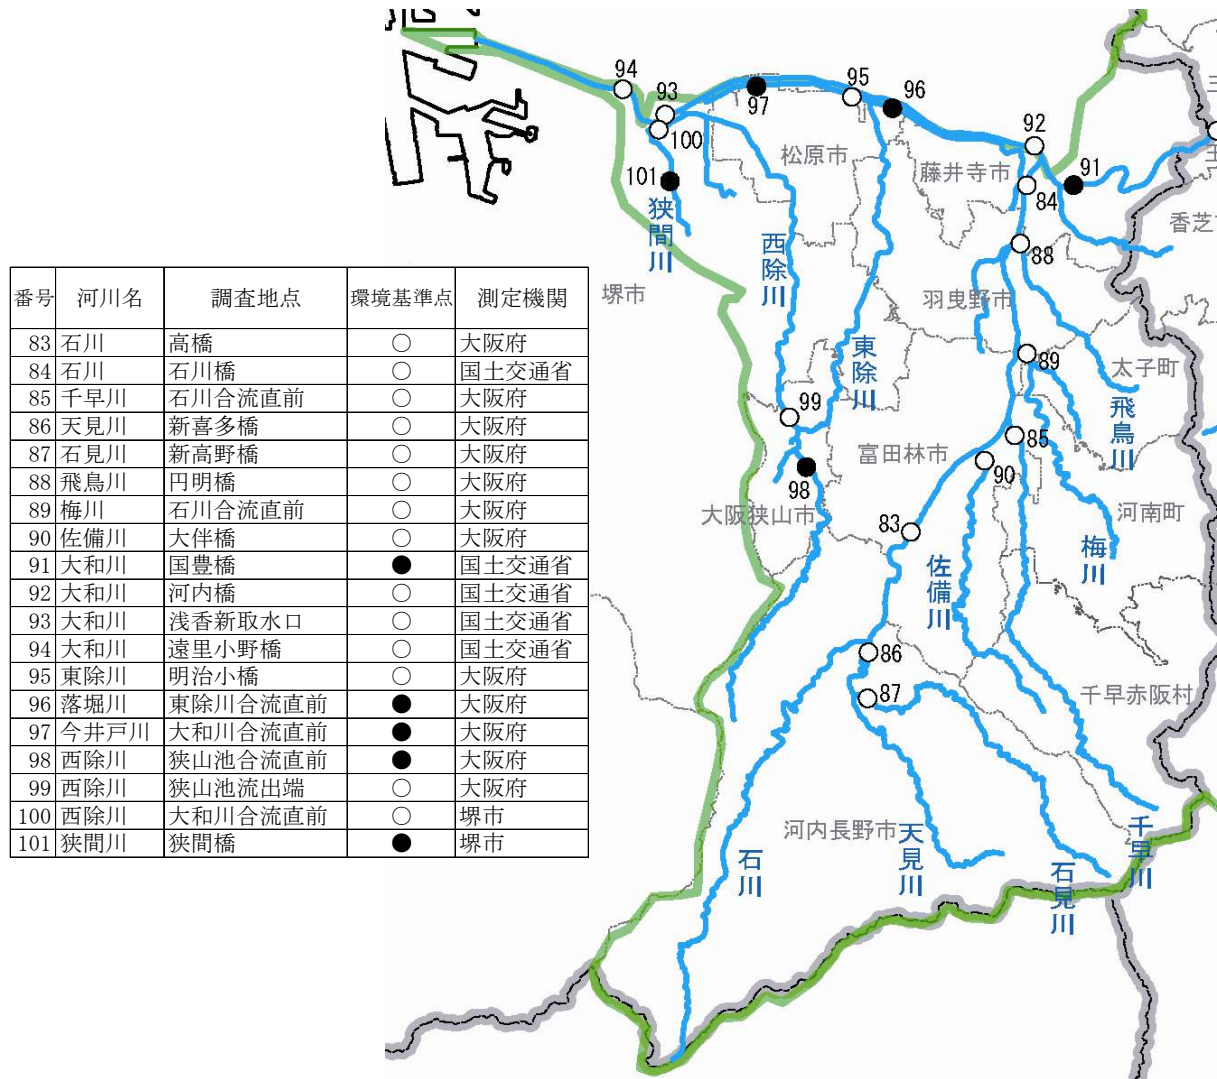 番号 河川名 調査地点 環境基準点 測定機関
83 石川 高橋 ○ 大阪府
84 石川 石川橋 ○ 国土交通省
85 千早川 石川合流直前 ○ 大阪府
86 天見川 新喜多橋 ○ 大阪府
87 石見川 新高野橋 ○ 大阪府
88 飛鳥川 円明橋 ○ 大阪府
89 梅川 石川合流直前 ○ 大阪府
90 佐備川 大伴橋 ○ 大阪府
91 大和川 国豊橋 ● 国土交通省
92 大和川 河内橋 ○ 国土交通省
93 大和川 浅香新取水口 ○ 国土交通省
94 大和川 遠里小野橋 ○ 国土交通省
95 東除川 明治小橋 ○ 大阪府
96 落堀川 東除川合流直前 ● 大阪府
97 今井戸川 大和川合流直前 ● 大阪府
98 西除川 狭山池合流直前 ● 大阪府
99 西除川 狭山池流出端 ○ 大阪府
100 西除川 大和川合流直前 ○ 堺市
101 狭間川 狭間橋 ● 堺市
94
93
97
95
96
92
91
100
松原市
藤井寺市
101
84
狭間川
西除川
香芝
88
堺市
羽曳野市
東除川
89
太子町
99
飛鳥川
85
富田林市
90
98
大阪狭山市
83
河南町
梅川
佐備川
86
87
千早赤阪村
河内長野市
天見川
石川
石見川
千早川